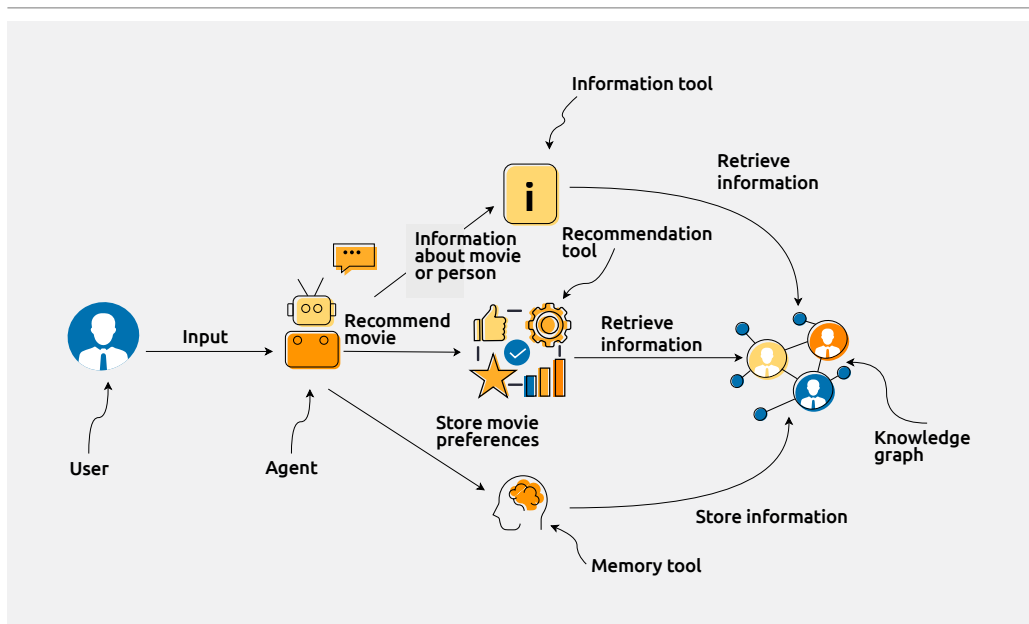 Information tool
Retrieve
information
i
Information
about movie
or person
Recommendation
tool
Input
Recommend
movie
Retrieve
information
Store movie
preferences
User
Agent
Knowledge
graph
Store information
Memory tool